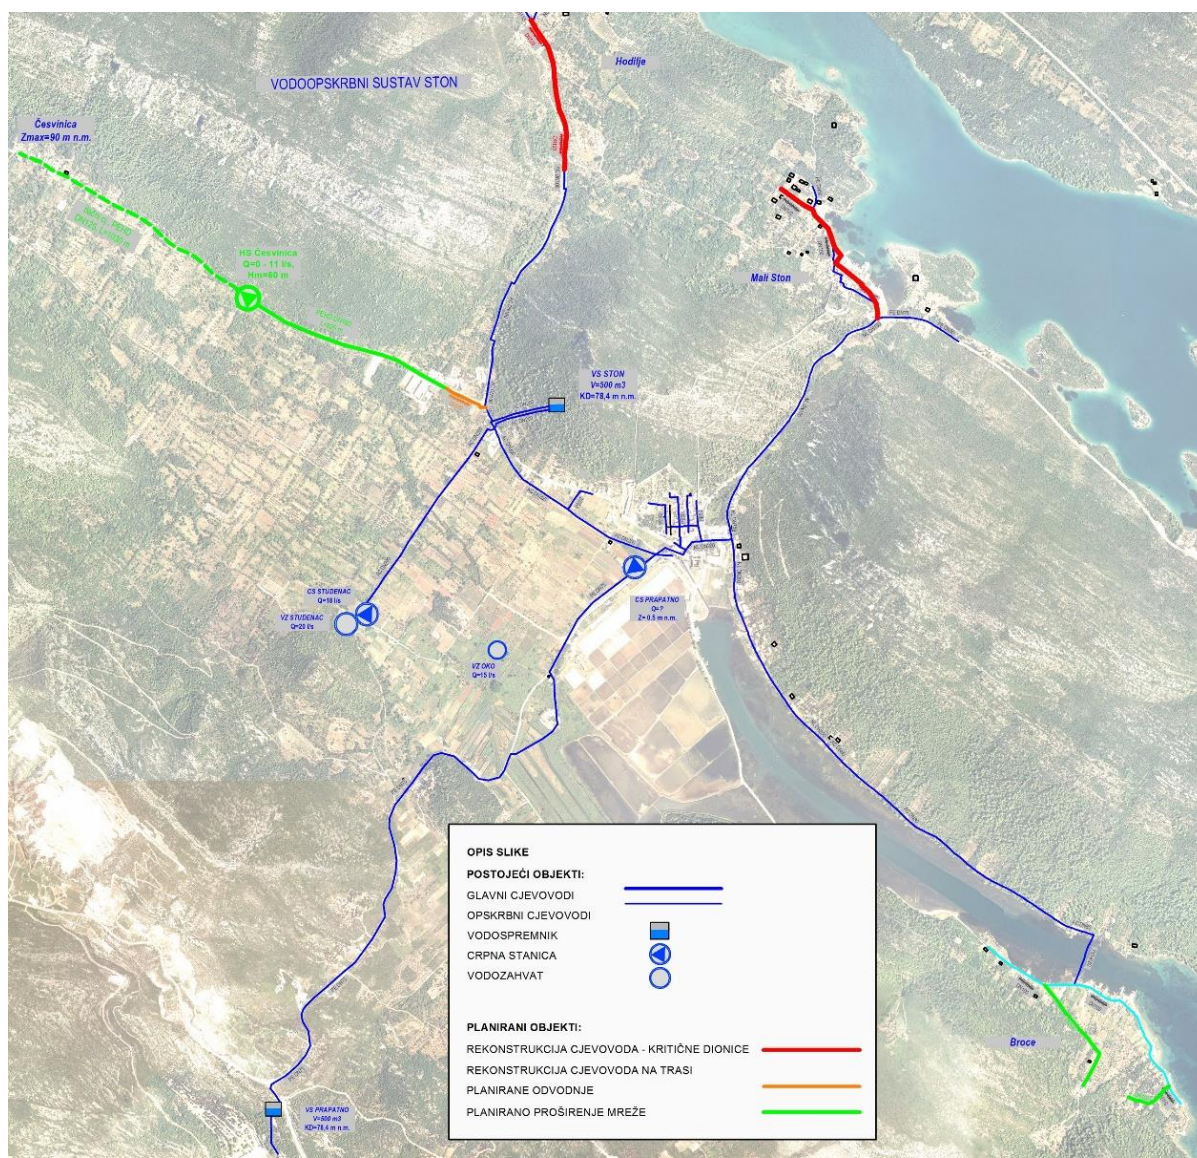 Hodilje
VODOOPSKRBNI SUSTAV STON
Česvinica
Zmax=90 m n.m.
HS Česvinica
Q=0 - 11 l/s.
Hm=60 m
Mali Ston
VS STON
V=500 m3
KD=78,4 m n.m.
CS STUDENAC
Q=18 l/s
VZ STUDENAC
Q=20 l/s
CS PRAPATNO
Q=?
Z= 0.5 m n.m.
VZ OKO
Q=15 l/s
OPIS SLIKE
POSTOJEĆI OBJEKTI:
GLAVNI CJEVOVODI
OPSKRBNI CJEVOVODI
VODOSPREMNIK
CRPNA STANICA
VODOZAHVAT
PLANIRANI OBJEKTI:
REKONSTRUKCIJA CJEVOVODA - KRITIČNE DIONICE
REKONSTRUKCIJA CJEVOVODA NA TRASI
PLANIRANE ODVODNJE
PLANIRANO PROŠIRENJE MREŽE
Broce
VS PRAPATNO
V=500 m3
KD=78,4 m n.m.